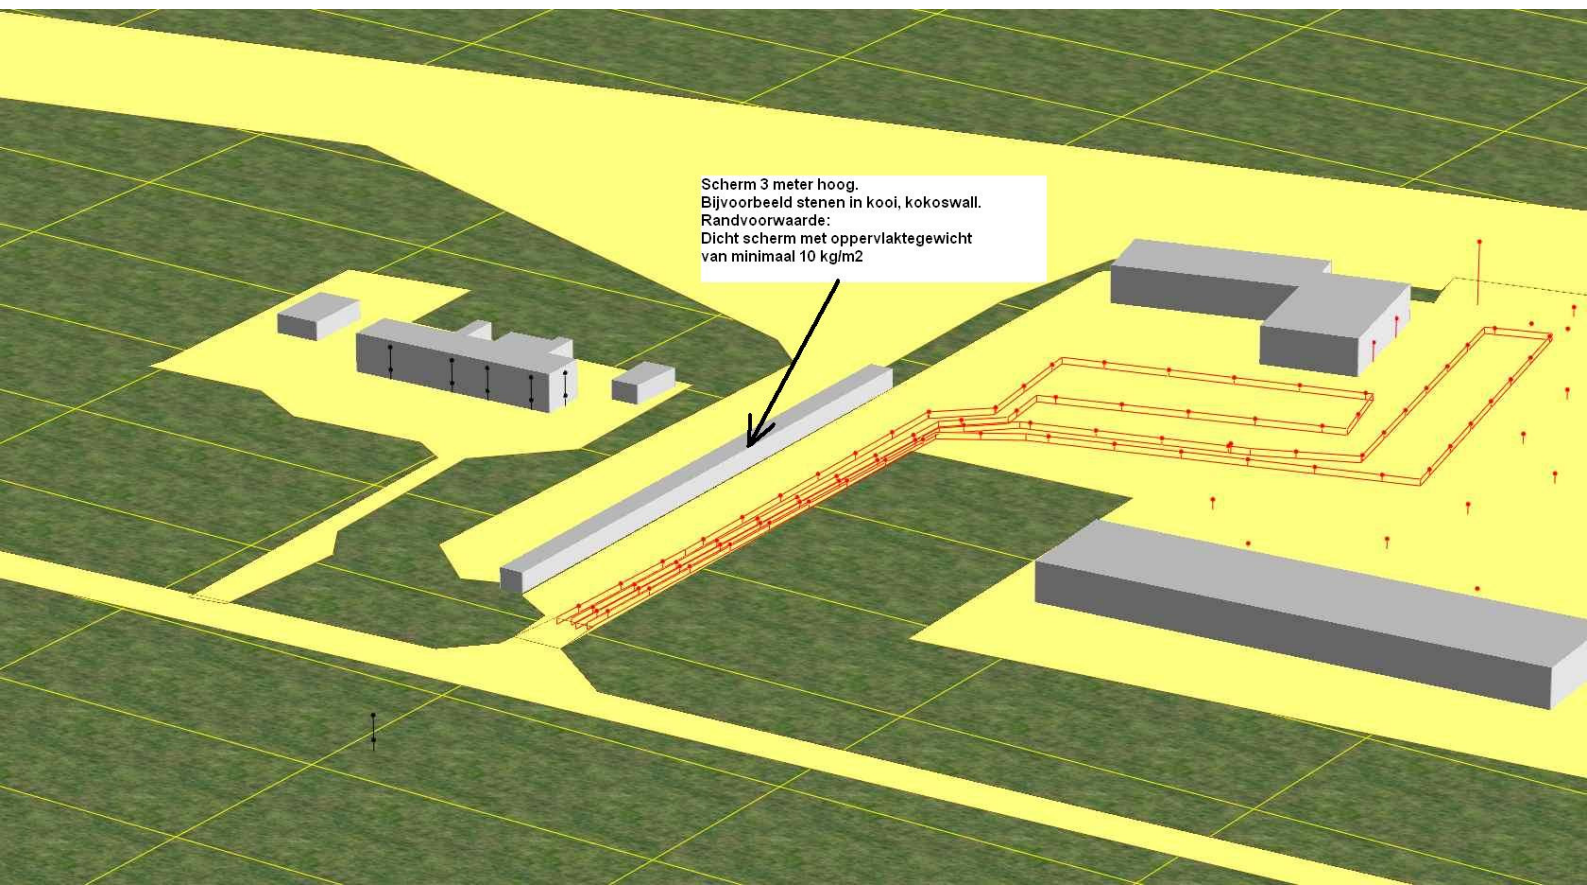 Scherm 3 meter hoog.
Bijvoorbeeld stenen in kooi, kokoswall.
Randvoorwaarde:
Dicht scherm met oppervlaktegewicht
van minimaal 10 kg/m2